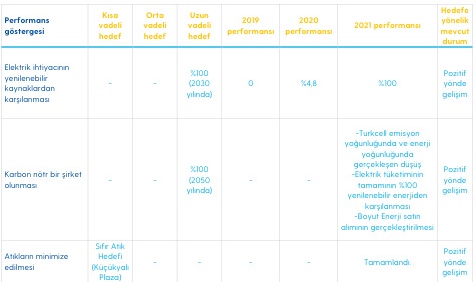 Performans göstergesi
Kısa vadeli hedef
Orta vadeli hedef
Uzun vadeli hedef
2019 performansı
2020 performansı
2021 performansı
Hedefe yönelik mevcut durum
Elektrik ihtiyacının yenilenebilir kaynaklardan karşılanması
-
-
%100 (2030 yılında)
0
%4,8
%100
Pozitif yönde gelişim
Karbon nötr bir şirket olunması
-
-
%100 (2050 yılında)
-
-
-Turkcell emisyon yoğunluğunda ve enerji yoğunluğunda gerçekleşen düşüş
-Elektrik tüketiminin tamamının %100 yenilenebilir enerjiden karşılanması
-Boyut Enerji satın alımının gerçekleştirilmesi
Pozitif yönde gelişim
Atıkların minimize edilmesi
Sıfır Atık Hedefi (Küçükyalı Plaza)
-
-
-
-
Tamamlandı
Pozitif yönde gelişim